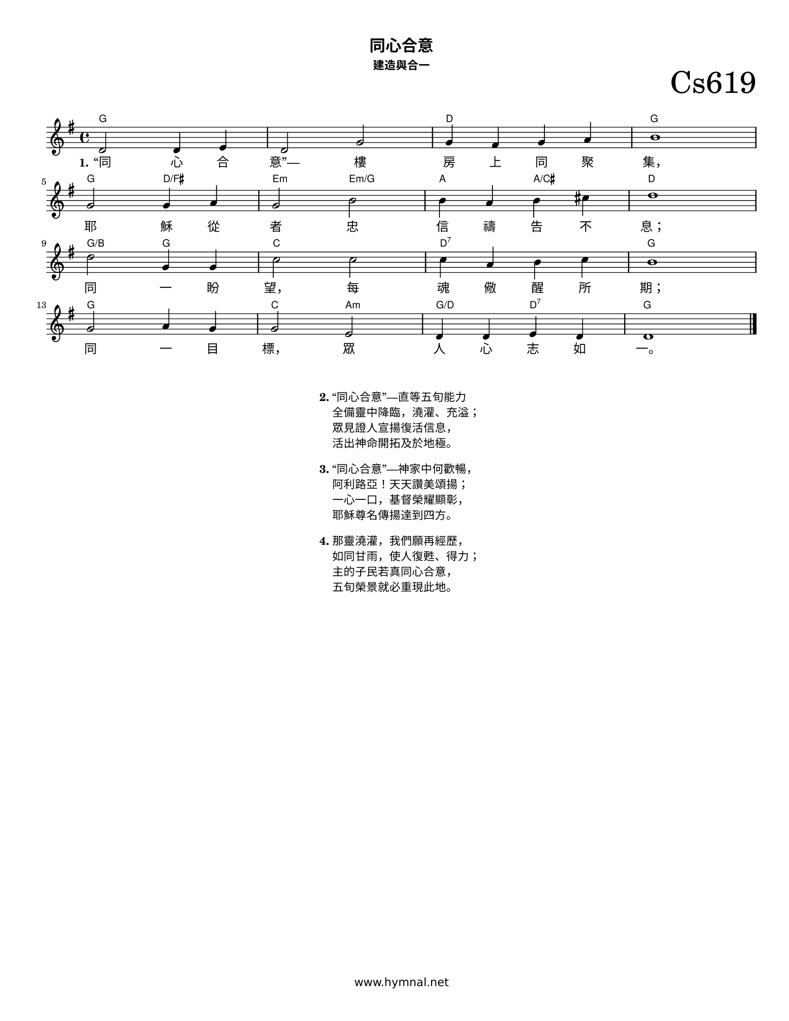 同心合意
建造與合一
Cs619
G D G
1. “同 心 合 意”— 樓 房 上 同 聚 集，
5 G D/F♯ Em Em/G A A/C♯ D
耶 穌 從 者 忠 信 禱 告 不 息；
9 G/B G C D7 G
同 一 盼 望， 每 魂 儆 醒 所 期；
13 G C Am G/D D7 G
同 一 目 標， 眾 人 心 志 如 一。
2. “同心合意”—直等五旬能力
全備靈中降臨，澆灌、充溢；
眾見證人宣揚復活信息，
活出神命開拓及於地極。
3. “同心合意”—神家中何歡暢，
阿利路亞！天天讚美頌揚；
一心一口，基督榮耀顯彰，
耶穌尊名傳揚達到四方。
4. 那靈澆灌，我們願再經歷，
如同甘雨，使人復甦、得力；
主的子民若真同心合意，
五旬榮景就必重現此地。
www.hymnal.net